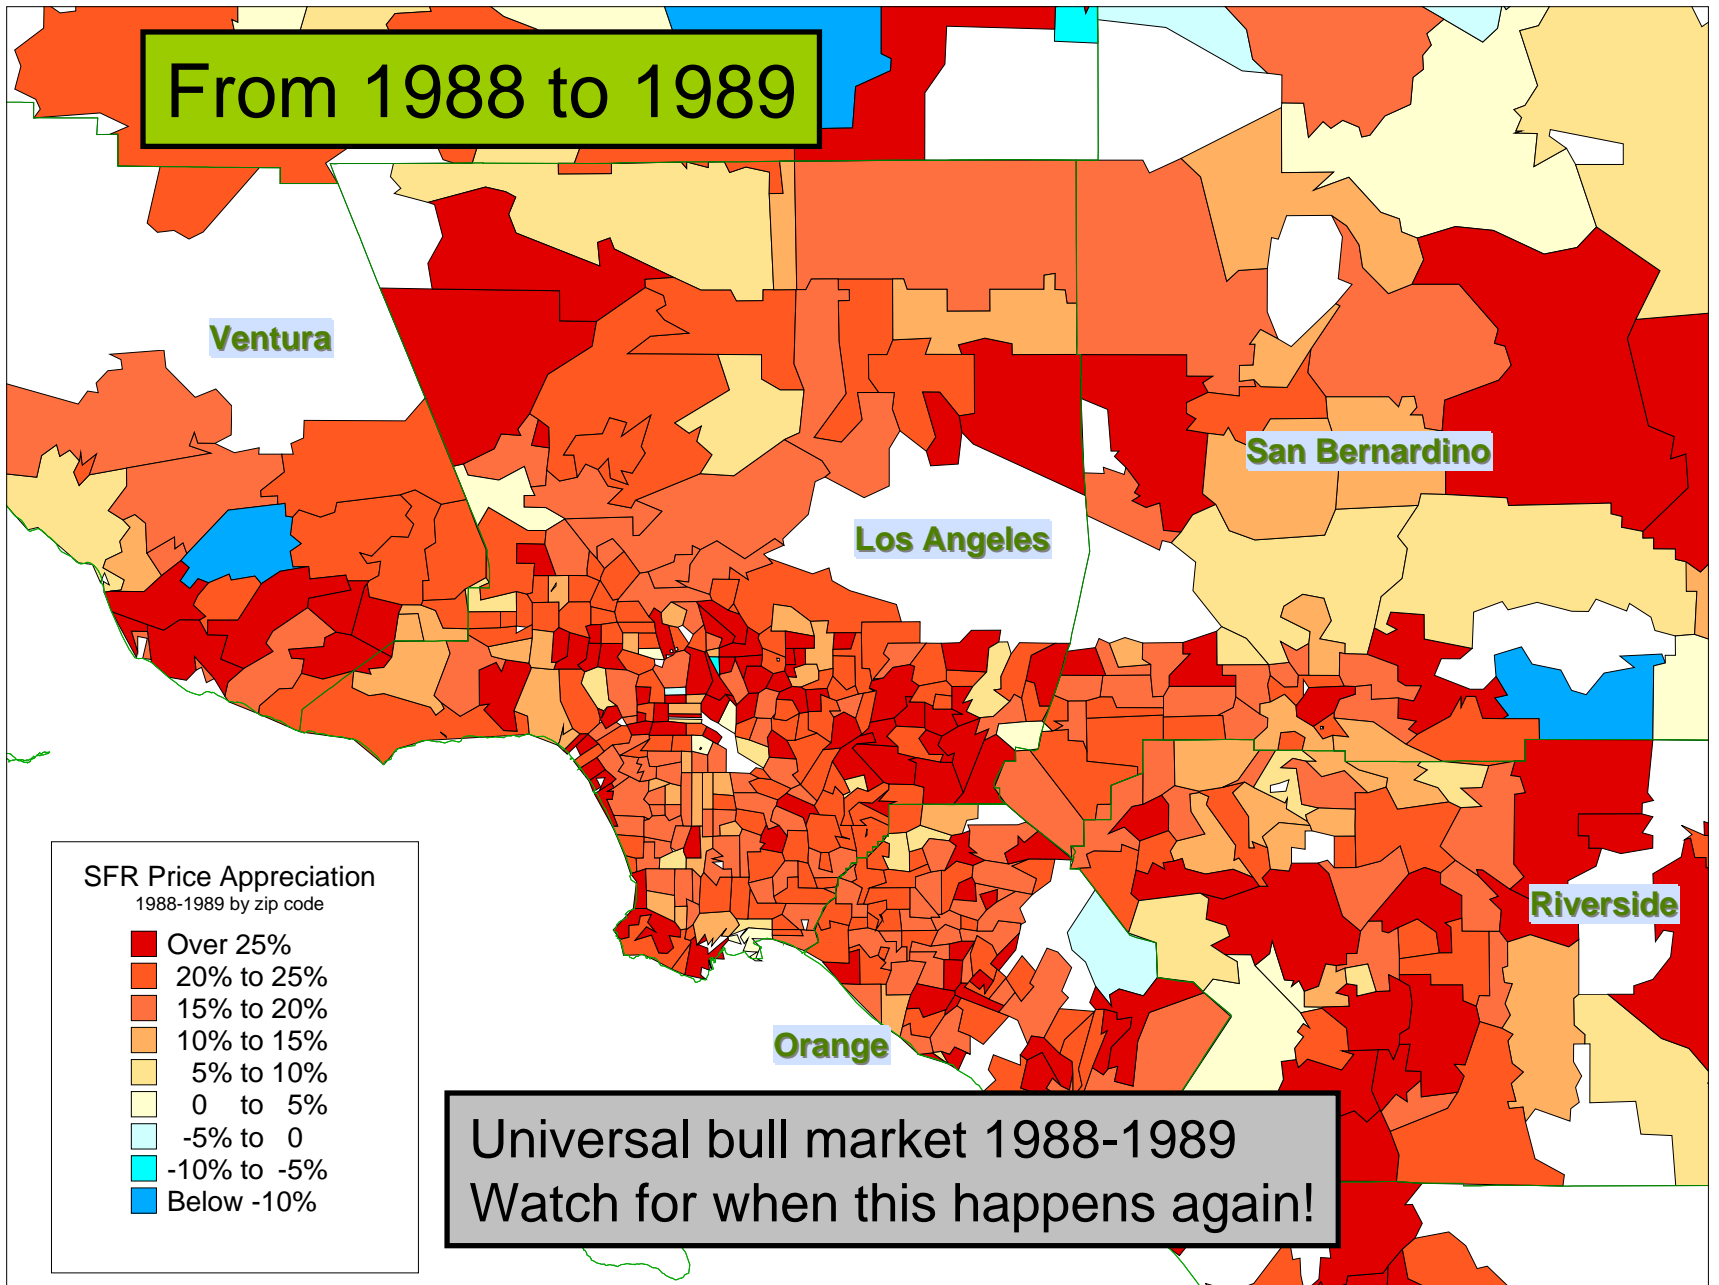 From 1988 to 1989
Ventura
San Bernardino
Los Angeles
SFR Price Appreciation
1988-1989 by zip code
Over 25%
20% to 25%
15% to 20%
10% to 15%
5% to 10%
0 to 5%
-5% to 0
-10% to -5%
Below -10%
Riverside
Orange
Universal bull market 1988-1989
Watch for when this happens again!